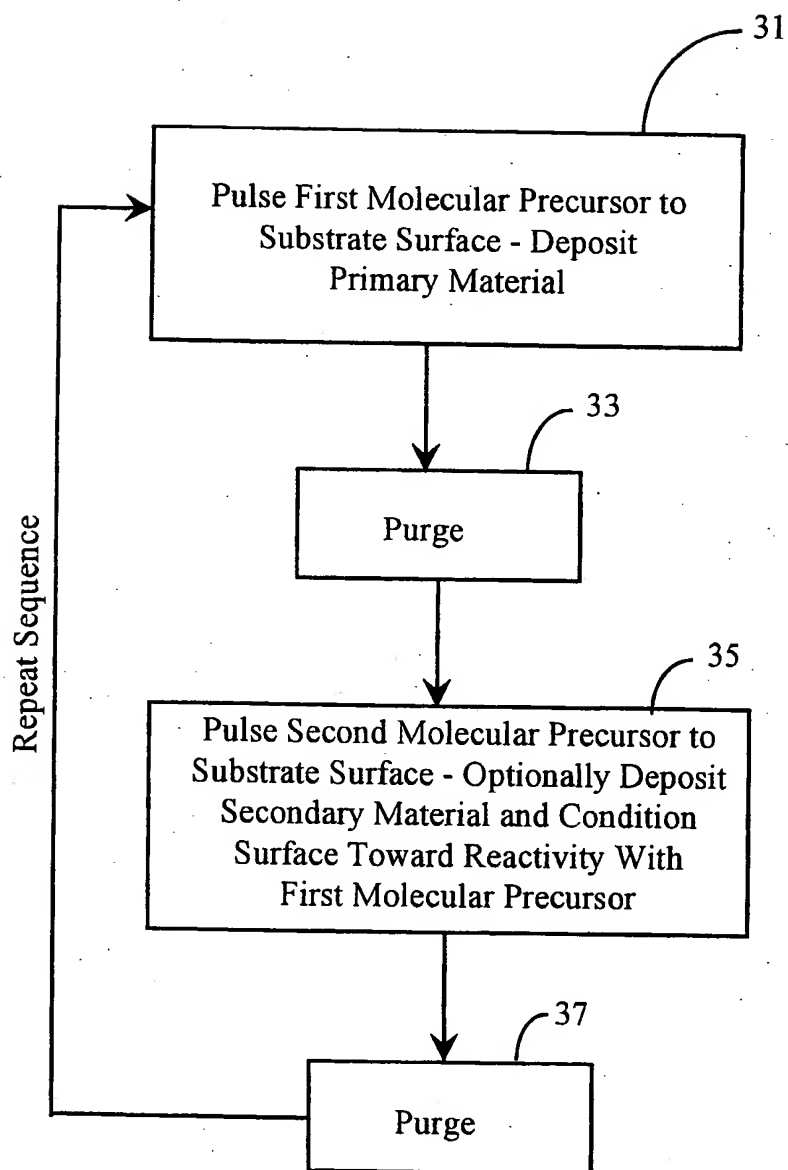 31
Pulse First Molecular Precursor to
Substrate Surface - Deposit
Primary Material
33
Purge
Repeat Sequence
35
Pulse Second Molecular Precursor to
Substrate Surface - Optionally Deposit
Secondary Material and Condition
Surface Toward Reactivity With
First Molecular Precursor
37
Purge